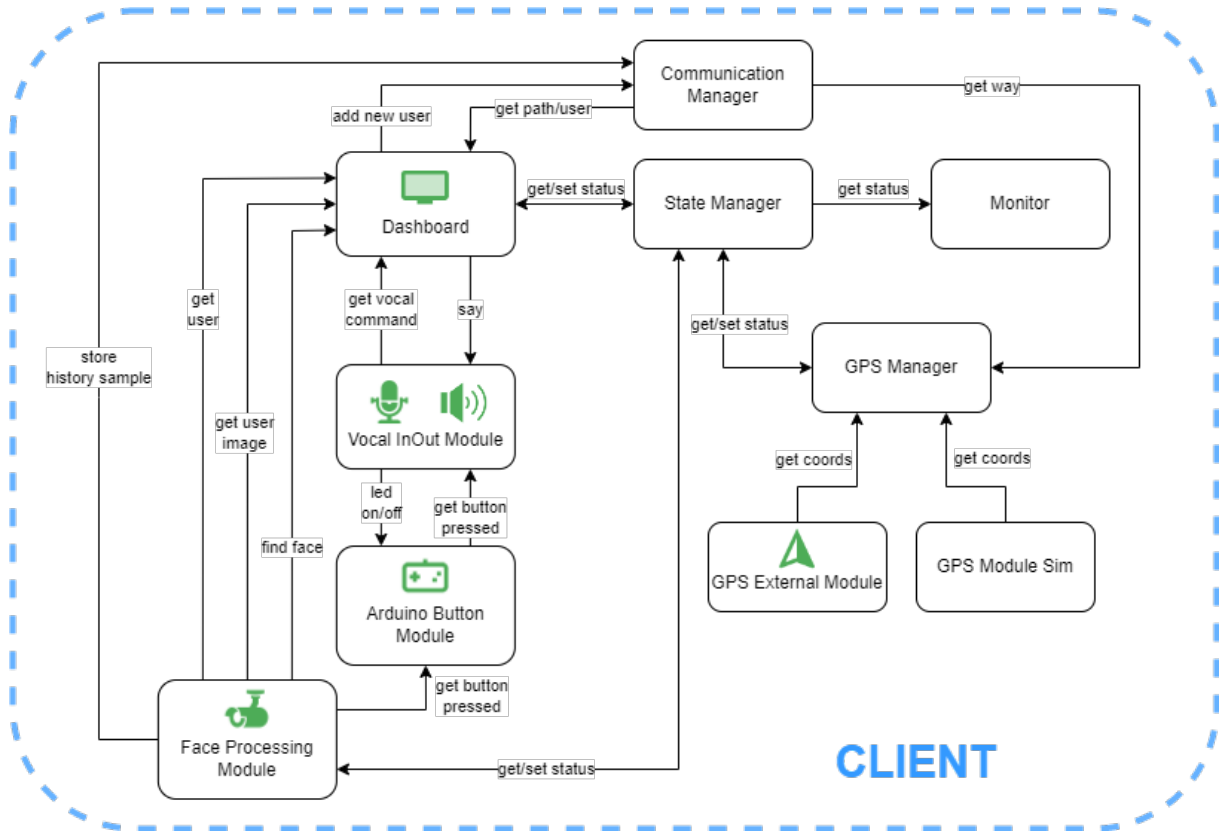 Communication
Manager
get way
add new user
get path/user
Dashboard
get/set status
State Manager
get status
Monitor
get
user
get vocal
command
say
get/set status
GPS Manager
store
history sample
get user
image
Vocal InOut Module
get coords
get coords
led
on/off
get button
pressed
find face
Arduino Button
Module
GPS External Module
GPS Module Sim
get button
pressed
Face Processing
Module
get/set status
CLIENT